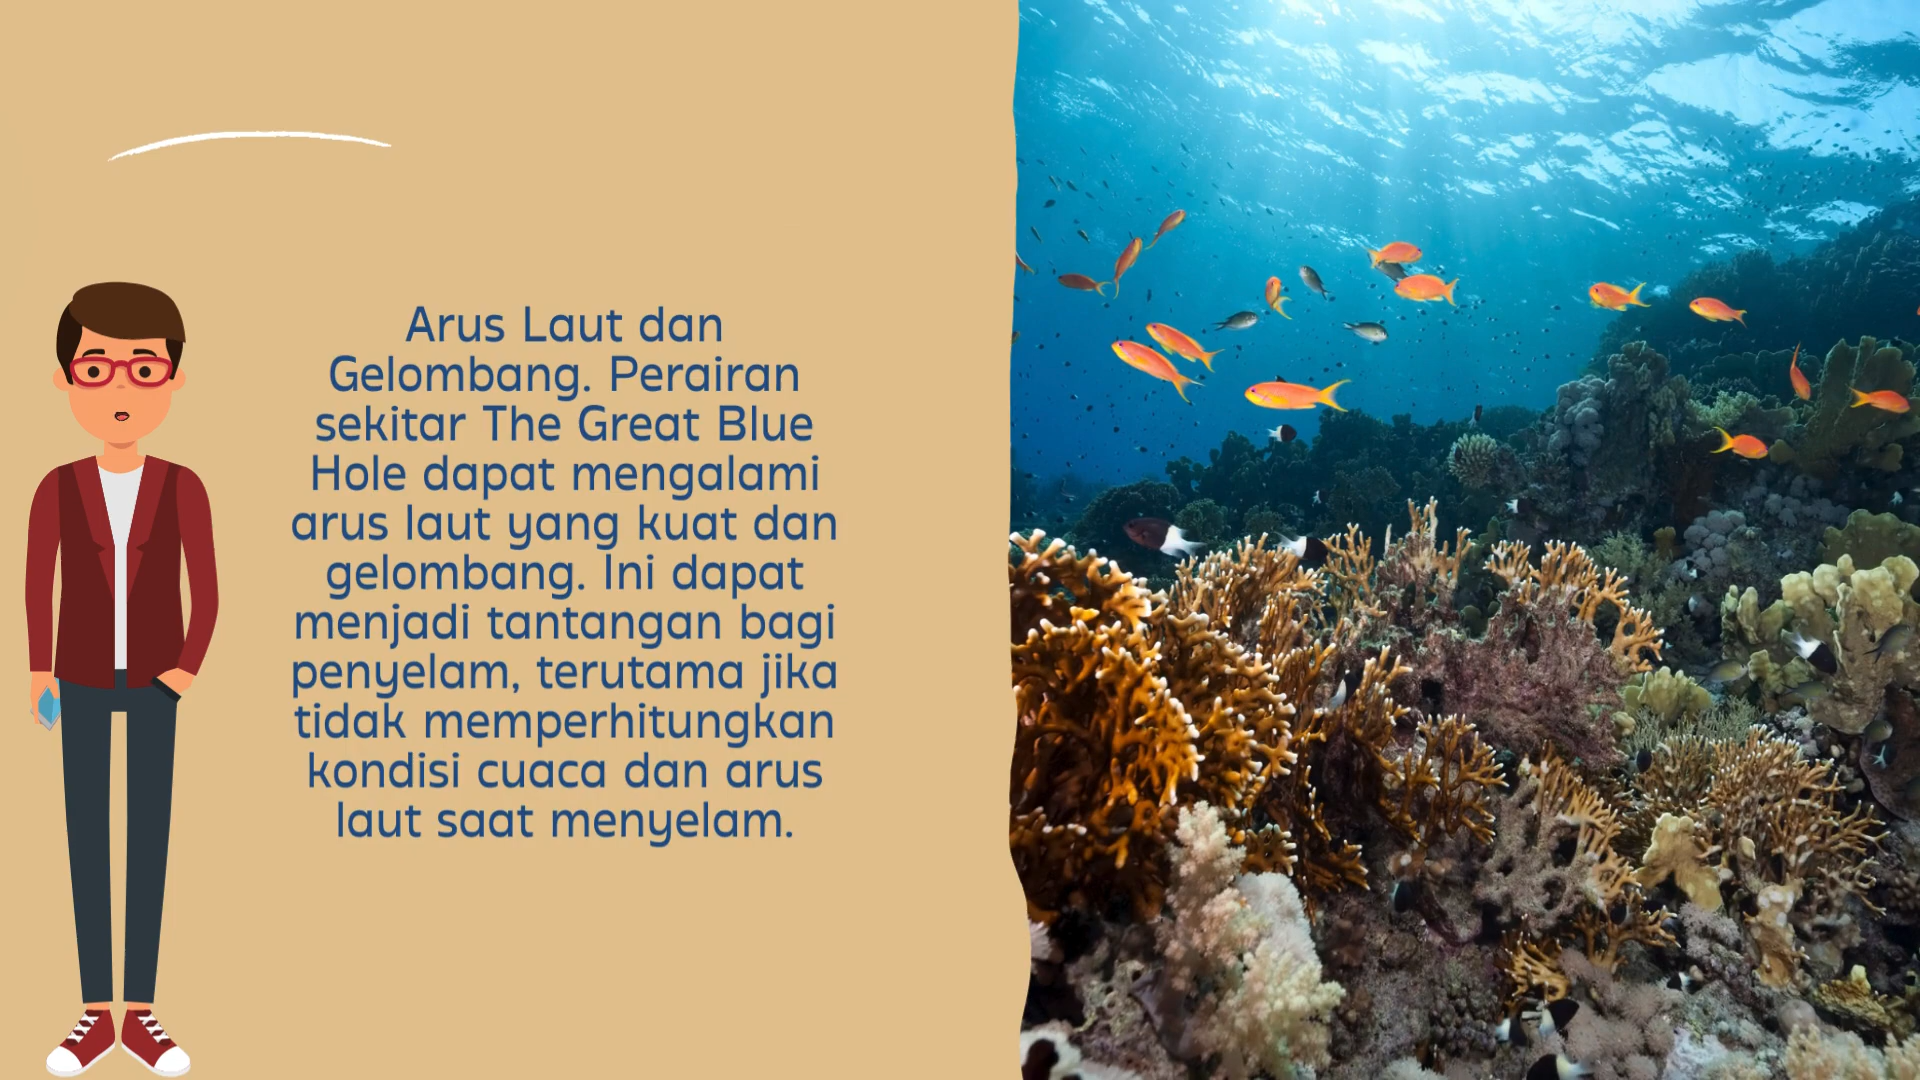 Arus Laut dan
Gelombang. Perairan
sekitar The Great Blue
Hole dapat mengalami
arus laut yang kuat dan
gelombang. Ini dapat
menjadi tantangan bagi
penyelam, terutama jika
tidak memperhitungkan
kondisi cuaca dan arus
laut saat menyelam.